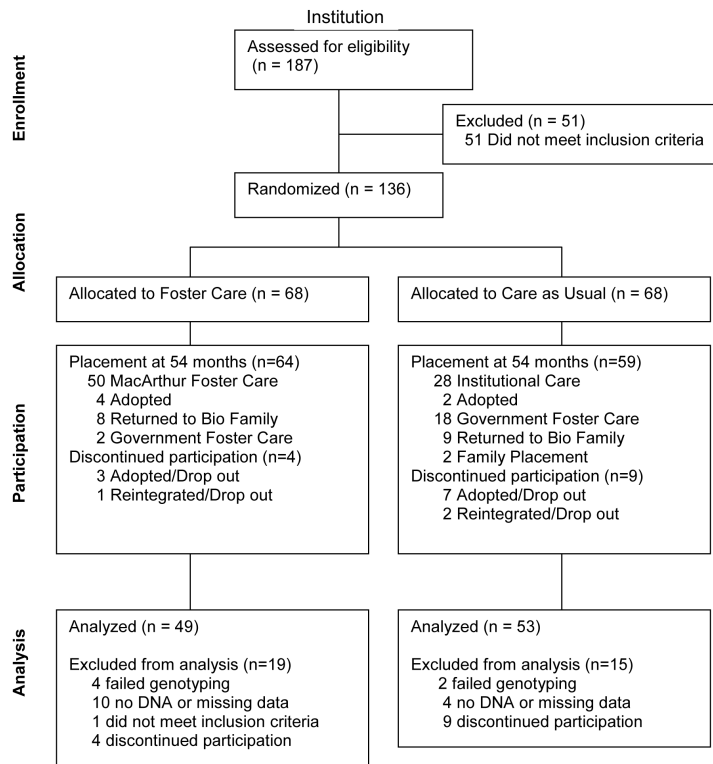 Institution
Enrollment
Assessed for eligibility
(n = 187)
Excluded (n = 51)
51 Did not meet inclusion criteria
Randomized (n = 136)
Allocation
Allocated to Foster Care (n = 68)
Allocated to Care as Usual (n = 68)
Participation
Placement at 54 months (n=64)
50 MacArthur Foster Care
4 Adopted
8 Returned to Bio Family
2 Government Foster Care
Discontinued participation (n=4)
3 Adopted/Drop out
1 Reintegrated/Drop out
Placement at 54 months (n=59)
28 Institutional Care
2 Adopted
18 Government Foster Care
9 Returned to Bio Family
2 Family Placement
Discontinued participation (n=9)
7 Adopted/Drop out
2 Reintegrated/Drop out
Analysis
Analyzed (n = 49)
Excluded from analysis (n=19)
4 failed genotyping
10 no DNA or missing data
1 did not meet inclusion criteria
4 discontinued participation
Analyzed (n = 53)
Excluded from analysis (n=15)
2 failed genotyping
4 no DNA or missing data
9 discontinued participation